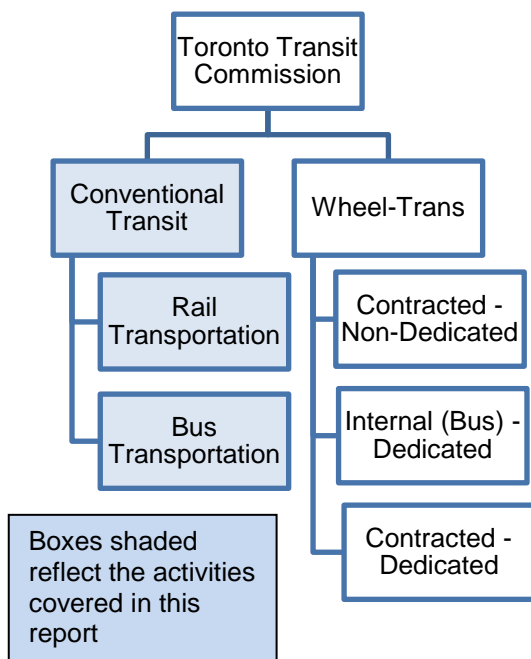 Toronto Transit
Commission
Conventional
Transit
Rail
Transportation
Bus
Transportation
Wheel-Trans
Contracted -
Non-Dedicated
Internal (Bus) -
Dedicated
Contracted -
Dedicated
Boxes shaded
reflect the activities
covered in this
report